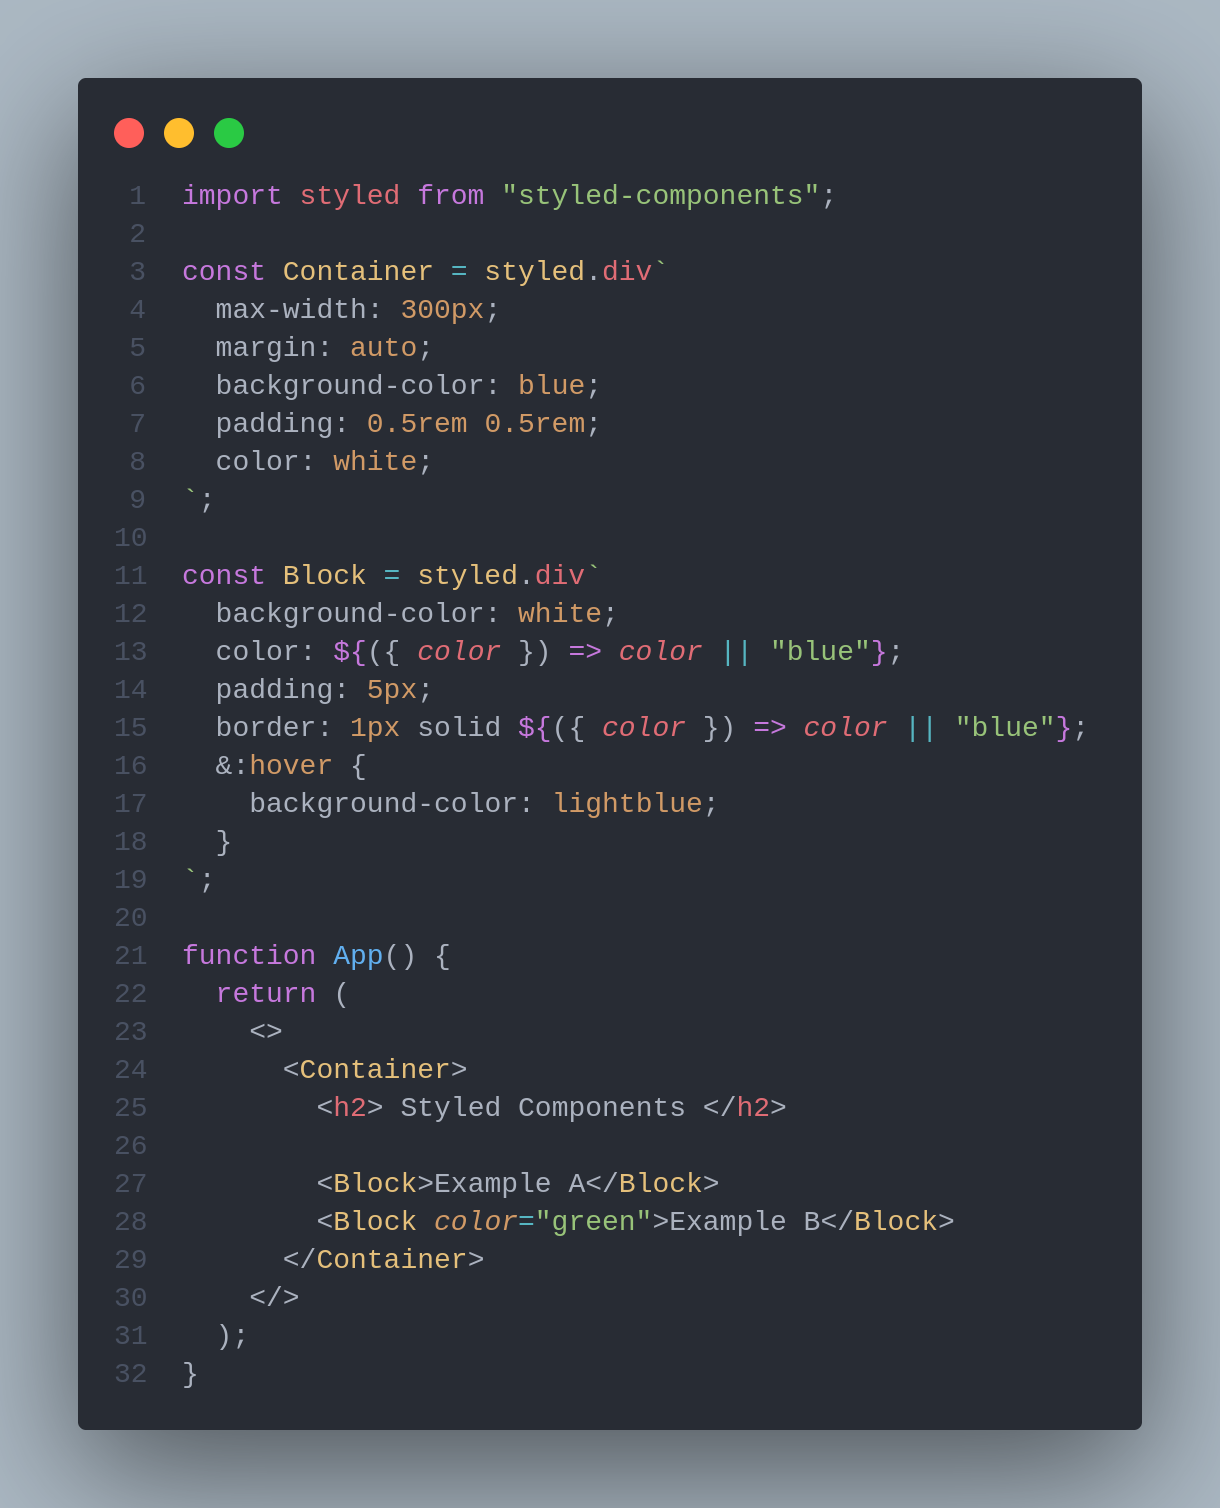 1 import styled from "styled-components";
2
3 const Container = styled.div`
4   max-width: 300px;
5   margin: auto;
6   background-color: blue;
7   padding: 0.5rem 0.5rem;
8   color: white;
9 `;
10
11 const Block = styled.div`
12   background-color: white;
13   color: ${({ color }) => color || "blue"};
14   padding: 5px;
15   border: 1px solid ${({ color }) => color || "blue"};
16   &:hover {
17     background-color: lightblue;
18   }
19 `;
20
21 function App() {
22   return (
23     <>
24       <Container>
25         <h2> Styled Components </h2>
26
27         <Block>Example A</Block>
28         <Block color="green">Example B</Block>
29       </Container>
30     </>
31   );
32 }